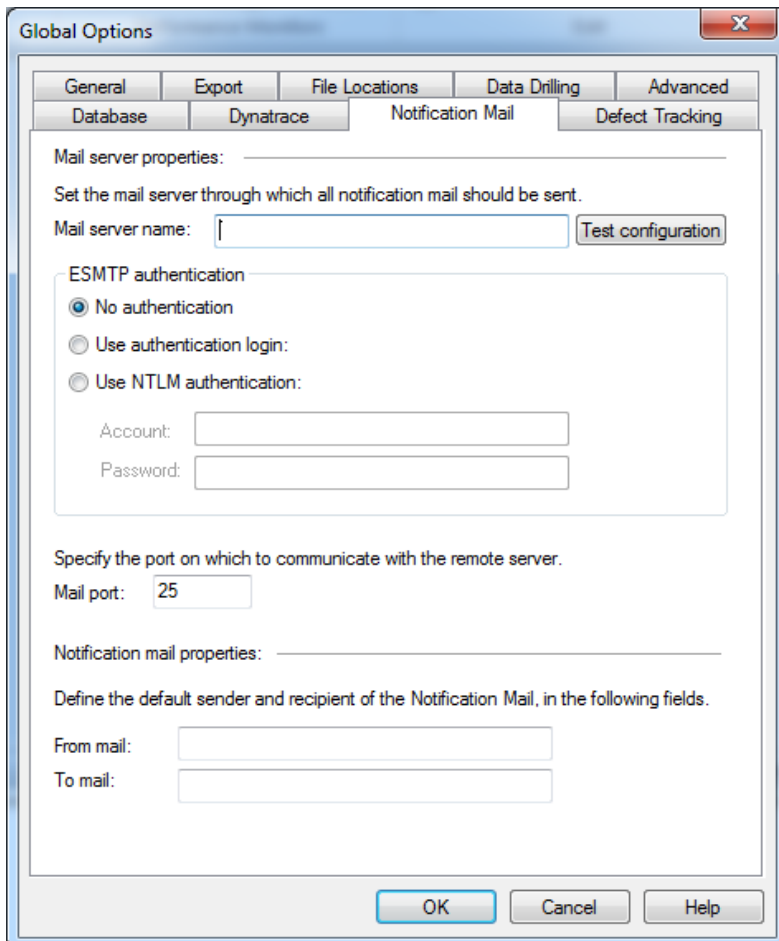 Global Options
General Export File Locations Data Drilling Advanced
Database Dynatrace Notification Mail Defect Tracking
Mail server properties:
Set the mail server through which all notification mail should be sent.
Mail server name: Test configuration
ESMTP authentication
No authentication
Use authentication login:
Use NTLM authentication:
Account:
Password:
Specify the port on which to communicate with the remote server.
Mail port: 25
Notification mail properties:
Define the default sender and recipient of the Notification Mail, in the following fields.
From mail:
To mail:
OK Cancel Help